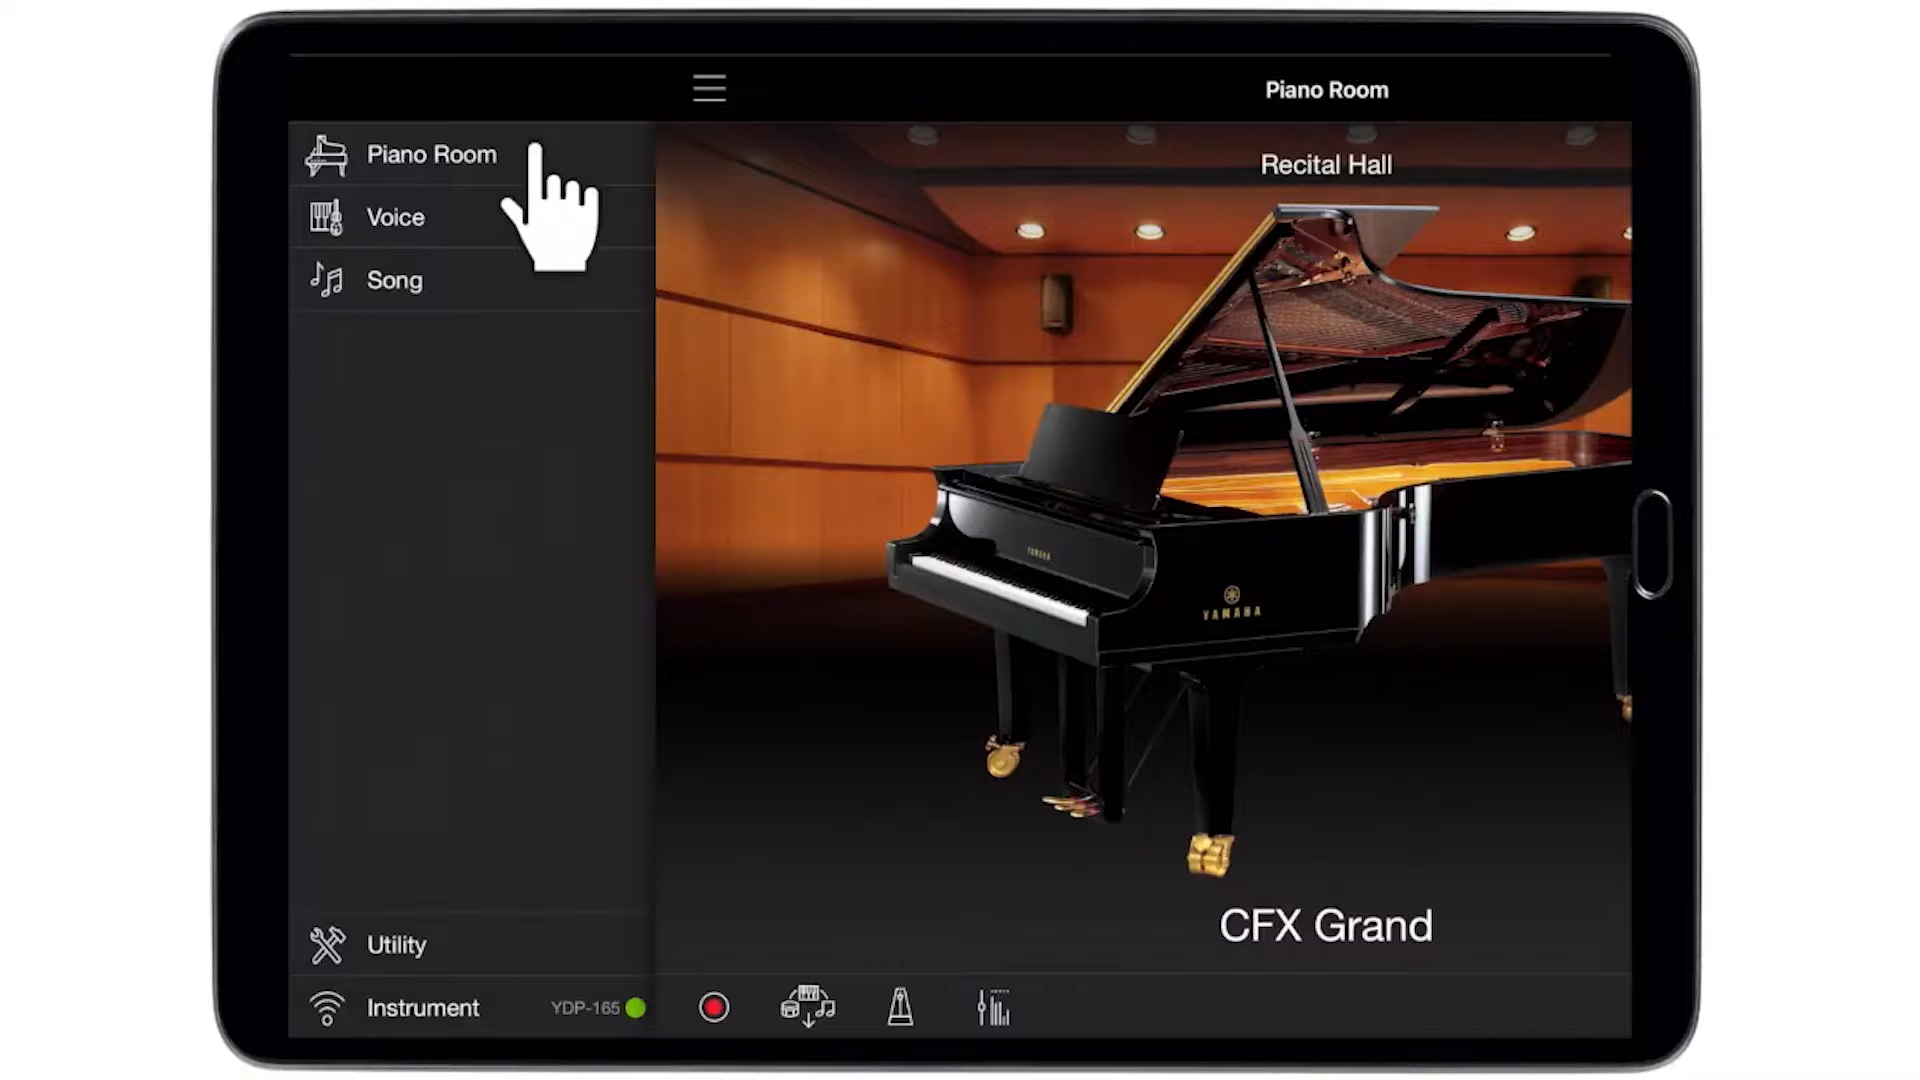 Piano Room
Piano Room
Voice
Song
Recital Hall
YAMAHA
YAMAHA
CFX Grand
Utility
Instrument YDP-165